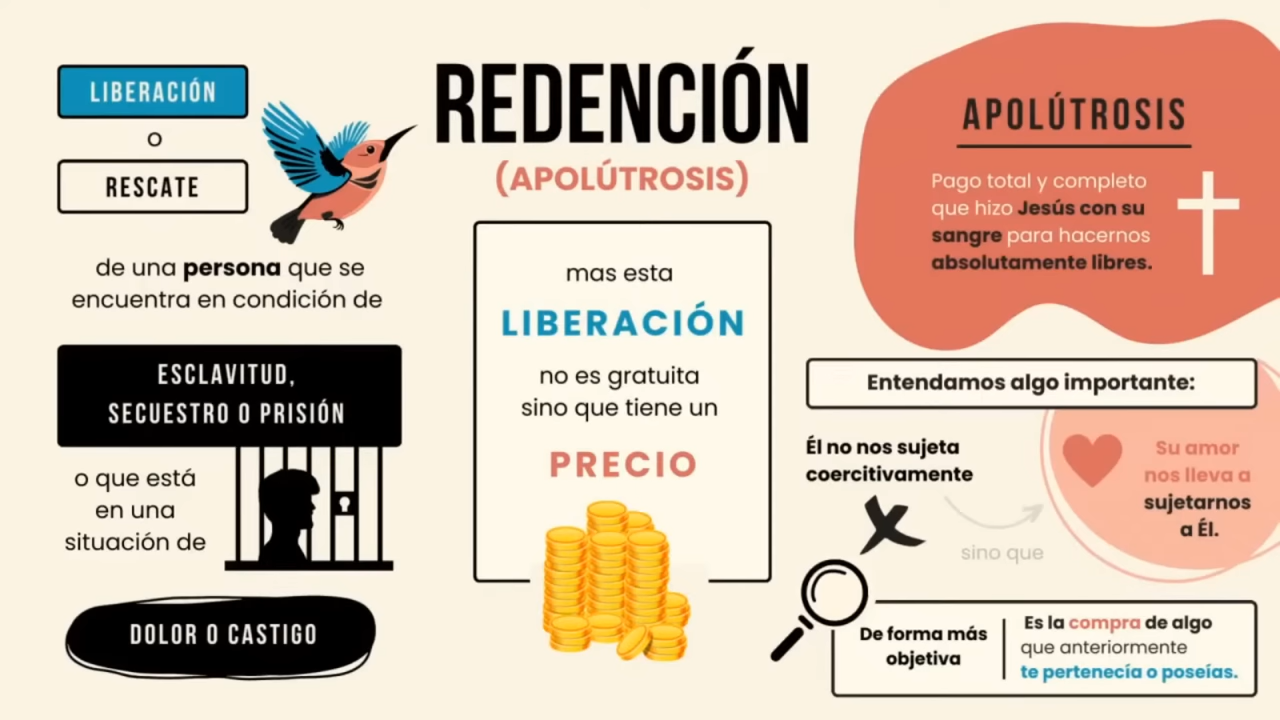 LIBERACIÓN
O
RESCATE
de una persona que se
encuentra en condición de
ESCLAVITUD,
SECUESTRO O PRISIÓN
o que está
en una
situación de
DOLOR O CASTIGO
REDENCIÓN
(APOLÚTROSIS)
mas esta
LIBERACIÓN
no es gratuita
sino que tiene un
PRECIO
APOLÚTROSIS
Pago total y completo
que hizo Jesús con su
sangre para hacernos
absolutamente libres.
Entendamos algo importante:
Él no nos sujeta
coercitivamente
sino que
Su amor
nos lleva a
sujetarnos
a Él.
De forma más
objetiva
Es la compra de algo
que anteriormente
te pertenecía o poseías.